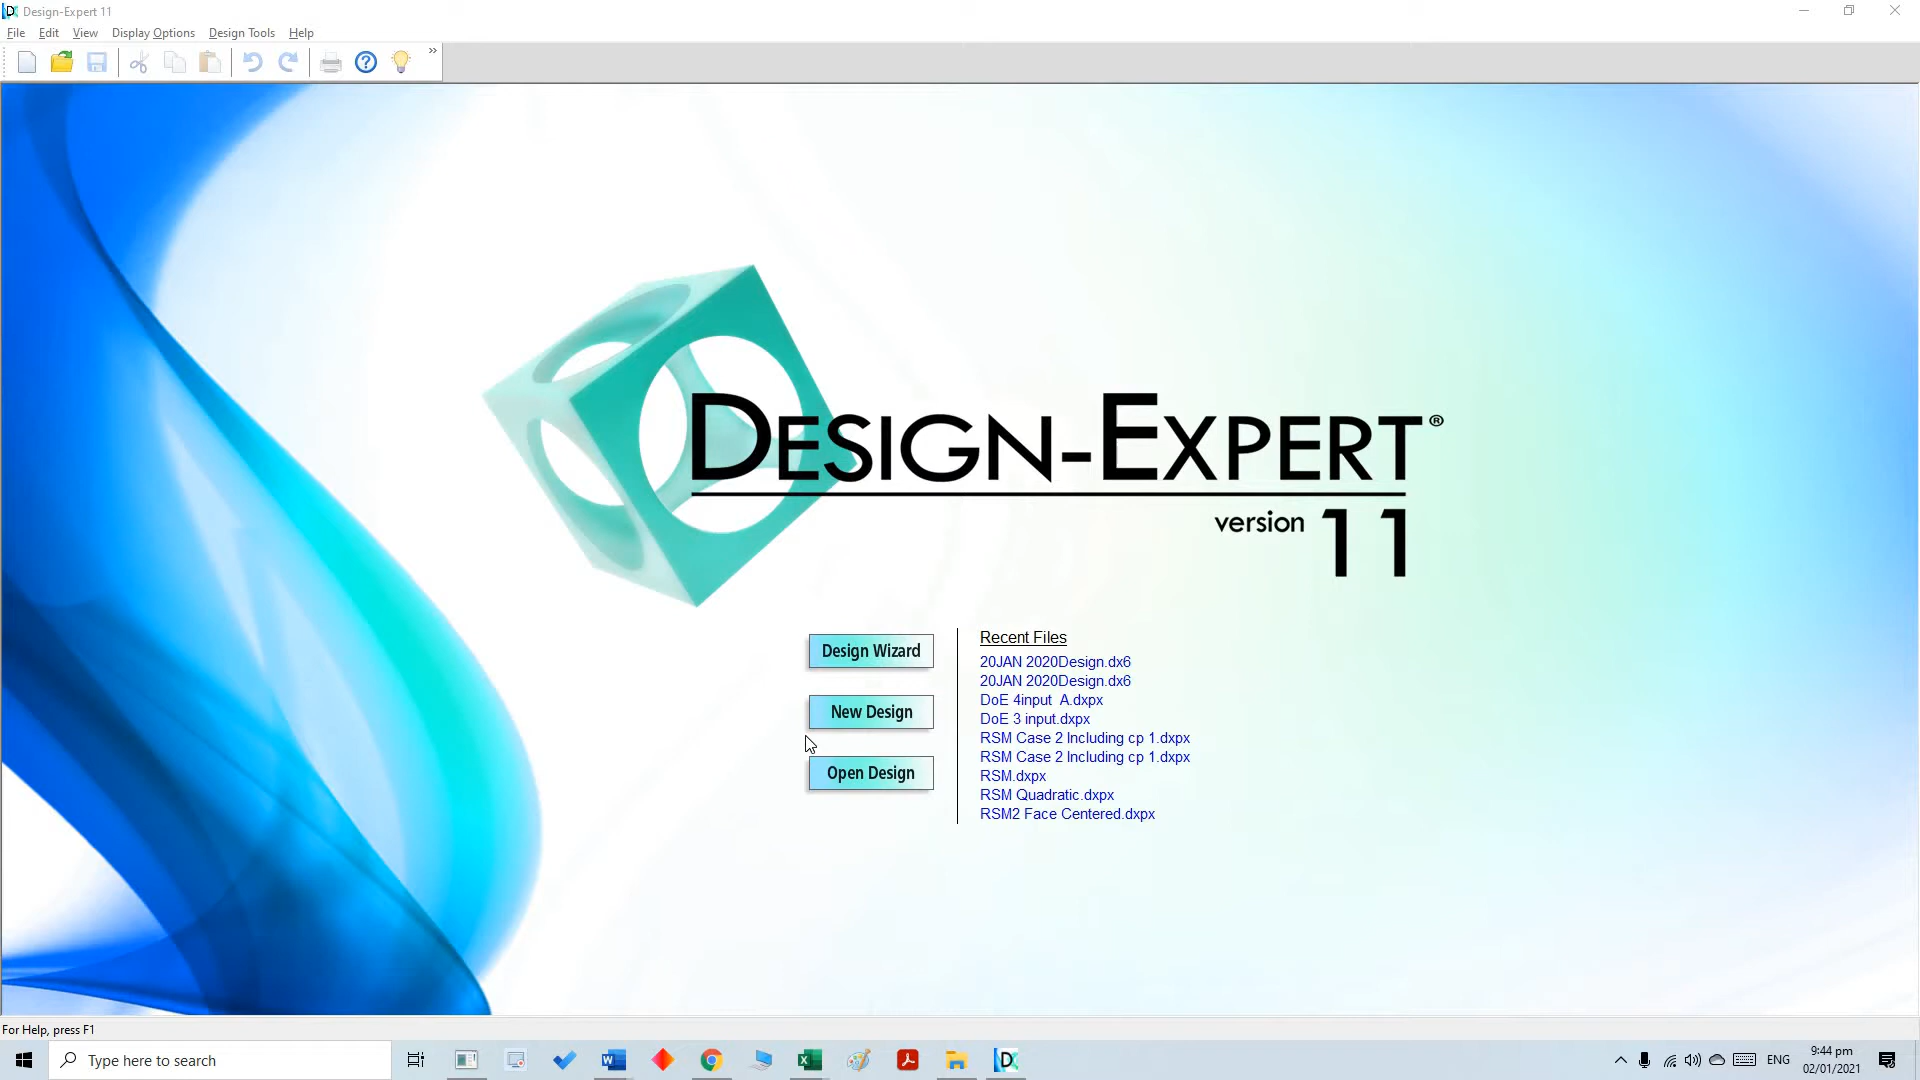 Design-Expert 11
File Edit View Display Options Design Tools Help
»
DESIGN-EXPERT®
version 11
Design Wizard
New Design
Open Design
Recent Files
20JAN 2020Design.dx6
20JAN 2020Design.dx6
DoE 4input  A.dxpx
DoE 3 input.dxpx
RSM Case 2 Including cp 1.dxpx
RSM Case 2 Including cp 1.dxpx
RSM.dxpx
RSM Quadratic.dxpx
RSM2 Face Centered.dxpx
For Help, press F1
Type here to search
ENG
9:44 pm
02/01/2021